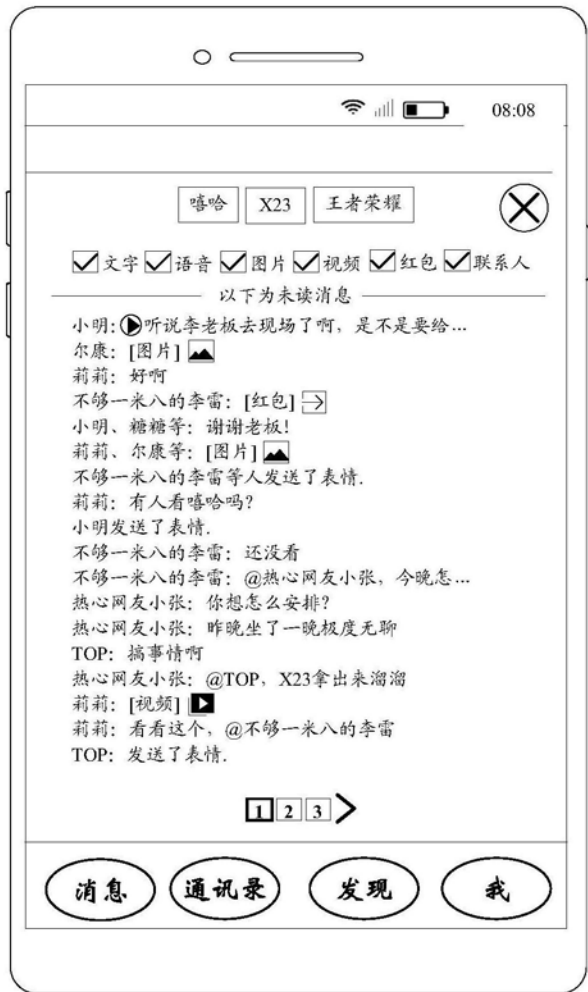 08:08
嘻哈 X23 王者荣耀
文字 语音 图片 视频 红包 联系人
以下为未读消息
小明: 听说李老板去现场了啊, 是不是要给...
尔康: [图片]
莉莉: 好啊
不够一米八的李雷: [红包]
小明、糖糖等: 谢谢老板!
莉莉、尔康等: [图片]
不够一米八的李雷等人发送了表情.
莉莉: 有人看嘻哈吗?
小明发送了表情.
不够一米八的李雷: 还没看
不够一米八的李雷: @热心网友小张, 今晚怎...
热心网友小张: 你想怎么安排?
热心网友小张: 昨晚坐了一晚极度无聊
TOP: 搞事情啊
热心网友小张: @TOP, X23拿出来溜溜
莉莉: [视频]
莉莉: 看看这个, @不够一米八的李雷
TOP: 发送了表情.
1 2 3
消息 通讯录 发现 我